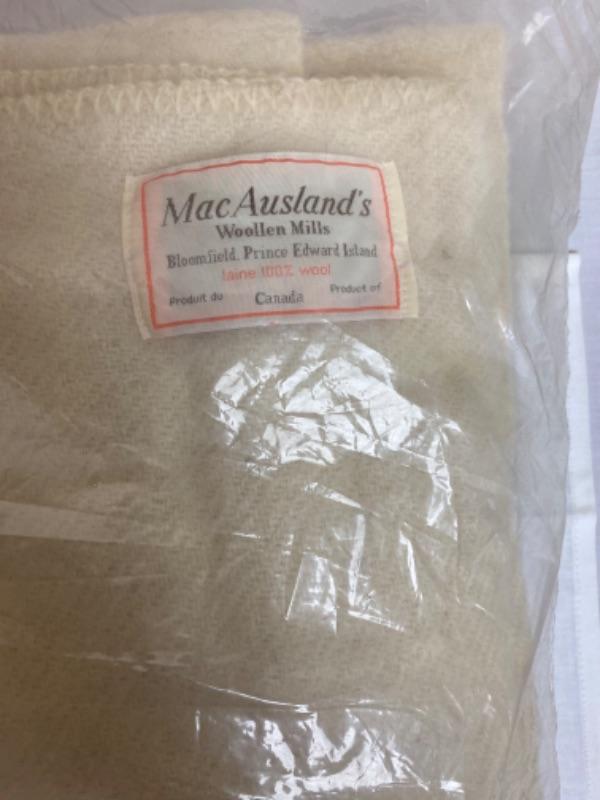 MacAusland's
Woollen Mills
Bloomfield, Prince Edward Island
laine 100% wool
Produit du Canada Product of